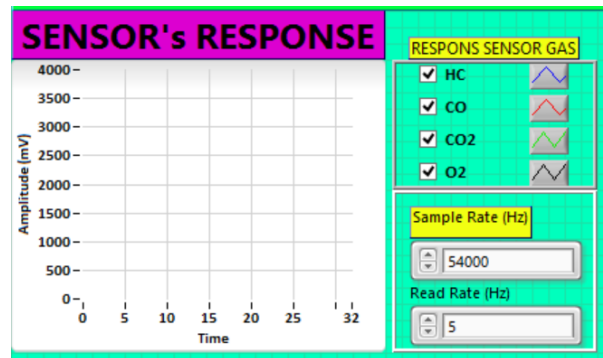 SENSOR's RESPONSE
4000
3500
3000
2500
2000
1500
1000
500
0
Amplitude (mV)
0 5 10 15 20 25 32
Time
RESPONS SENSOR GAS
HC
CO
CO2
O2
Sample Rate (Hz)
54000
Read Rate (Hz)
5